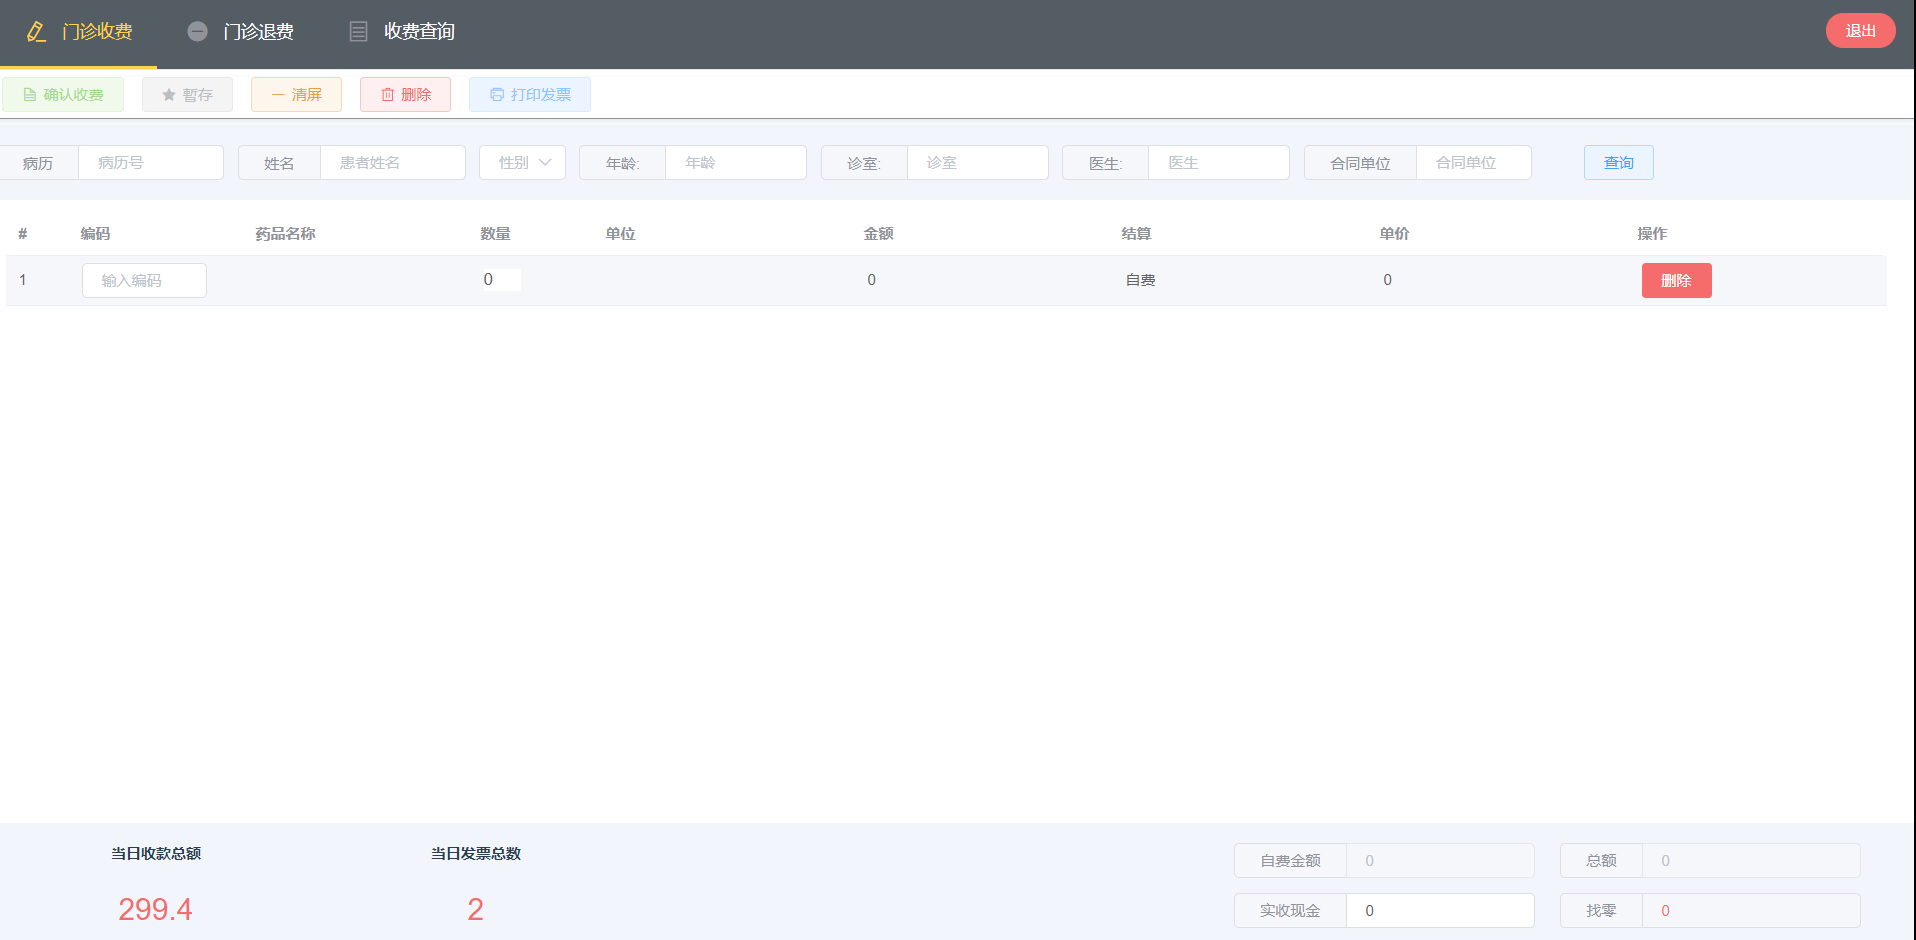 门诊收费 门诊退费 收费查询 退出
确认收费 暂存 清屏 删除 打印发票
病历 病历号 姓名 患者姓名 性别 年龄: 年龄 诊室: 诊室 医生: 医生 合同单位 合同单位 查询
# 编码 药品名称 数量 单位 金额 结算 单价 操作
1 输入编码 0 0 自费 0 删除
当日收款总额 当日发票总数 自费金额 0 总额 0
299.4 2 实收现金 0 找零 0